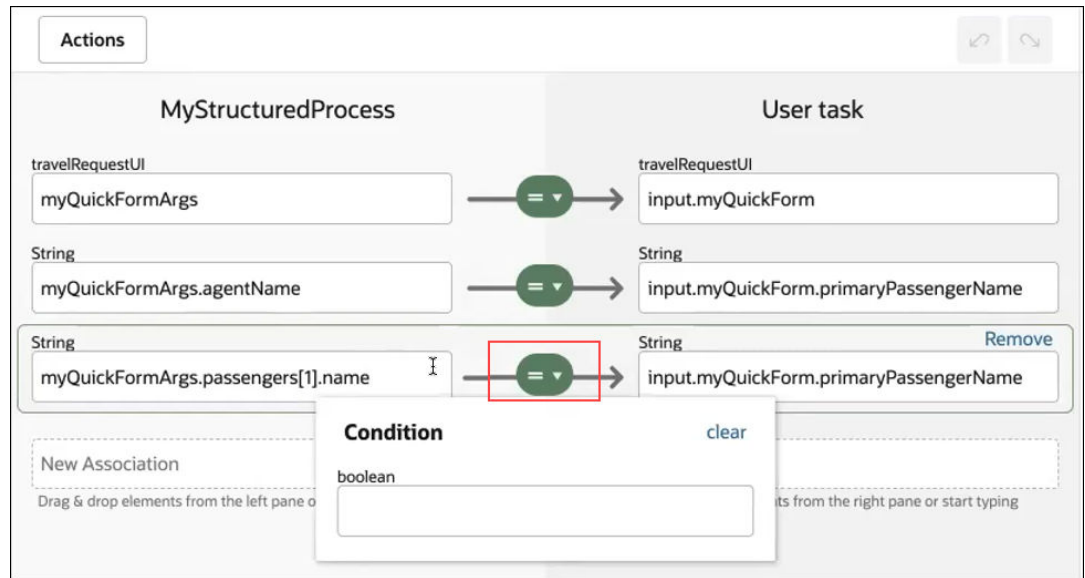 Actions
MyStructuredProcess
User task
travelRequestUI
travelRequestUI
myQuickFormArgs
=
input.myQuickForm
String
String
myQuickFormArgs.agentName
=
input.myQuickForm.primaryPassengerName
String
String
Remove
myQuickFormArgs.passengers[1].name
=
input.myQuickForm.primaryPassengerName
Condition
clear
boolean
New Association
Drag & drop elements from the left pane o
ts from the right pane or start typing